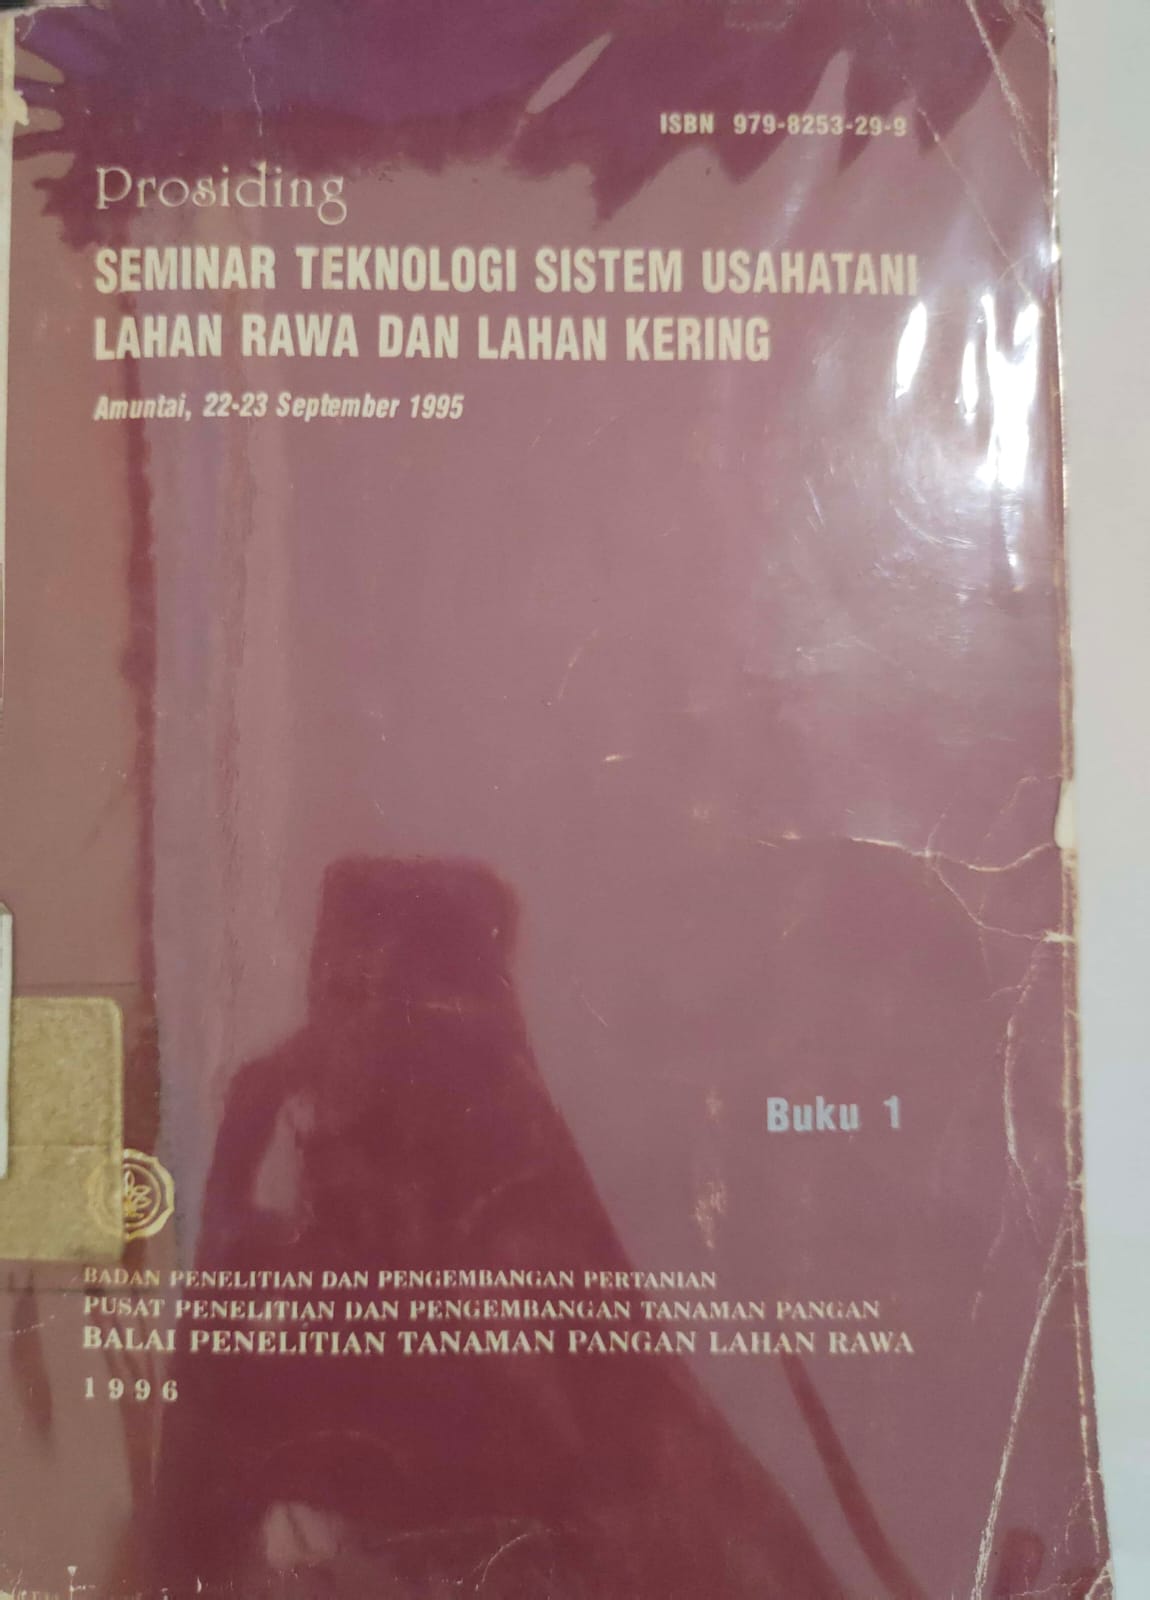 ISBN 979-8253-29-9
Prosiding
SEMINAR TEKNOLOGI SISTEM USAHATANI
LAHAN RAWA DAN LAHAN KERING
Amuntai, 22-23 September 1995
Buku 1
BADAN PENELITIAN DAN PENGEMBANGAN PERTANIAN
PUSAT PENELITIAN DAN PENGEMBANGAN TANAMAN PANGAN
BALAI PENELITIAN TANAMAN PANGAN LAHAN RAWA
1996